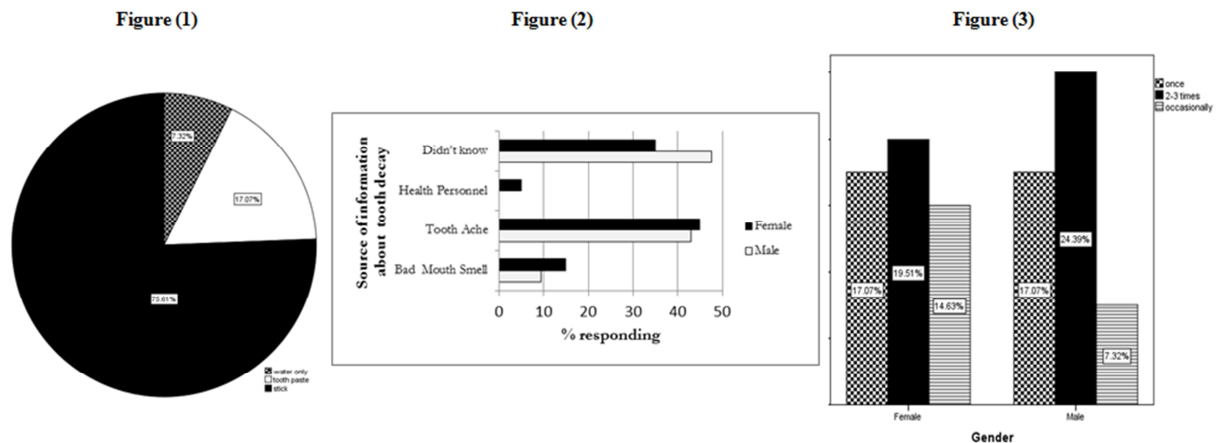 Figure (1)
7.32%
17.07%
75.61%
water only
tooth paste
stick
Figure (2)
Source of information
about tooth decay
Didn't know
Health Personnel
Tooth Ache
Bad Mouth Smell
0 10 20 30 40 50
% responding
Female
Male
Figure (3)
once
2-3 times
occasionally
17.07%
19.51%
14.63%
17.07%
24.39%
7.32%
Female Male
Gender